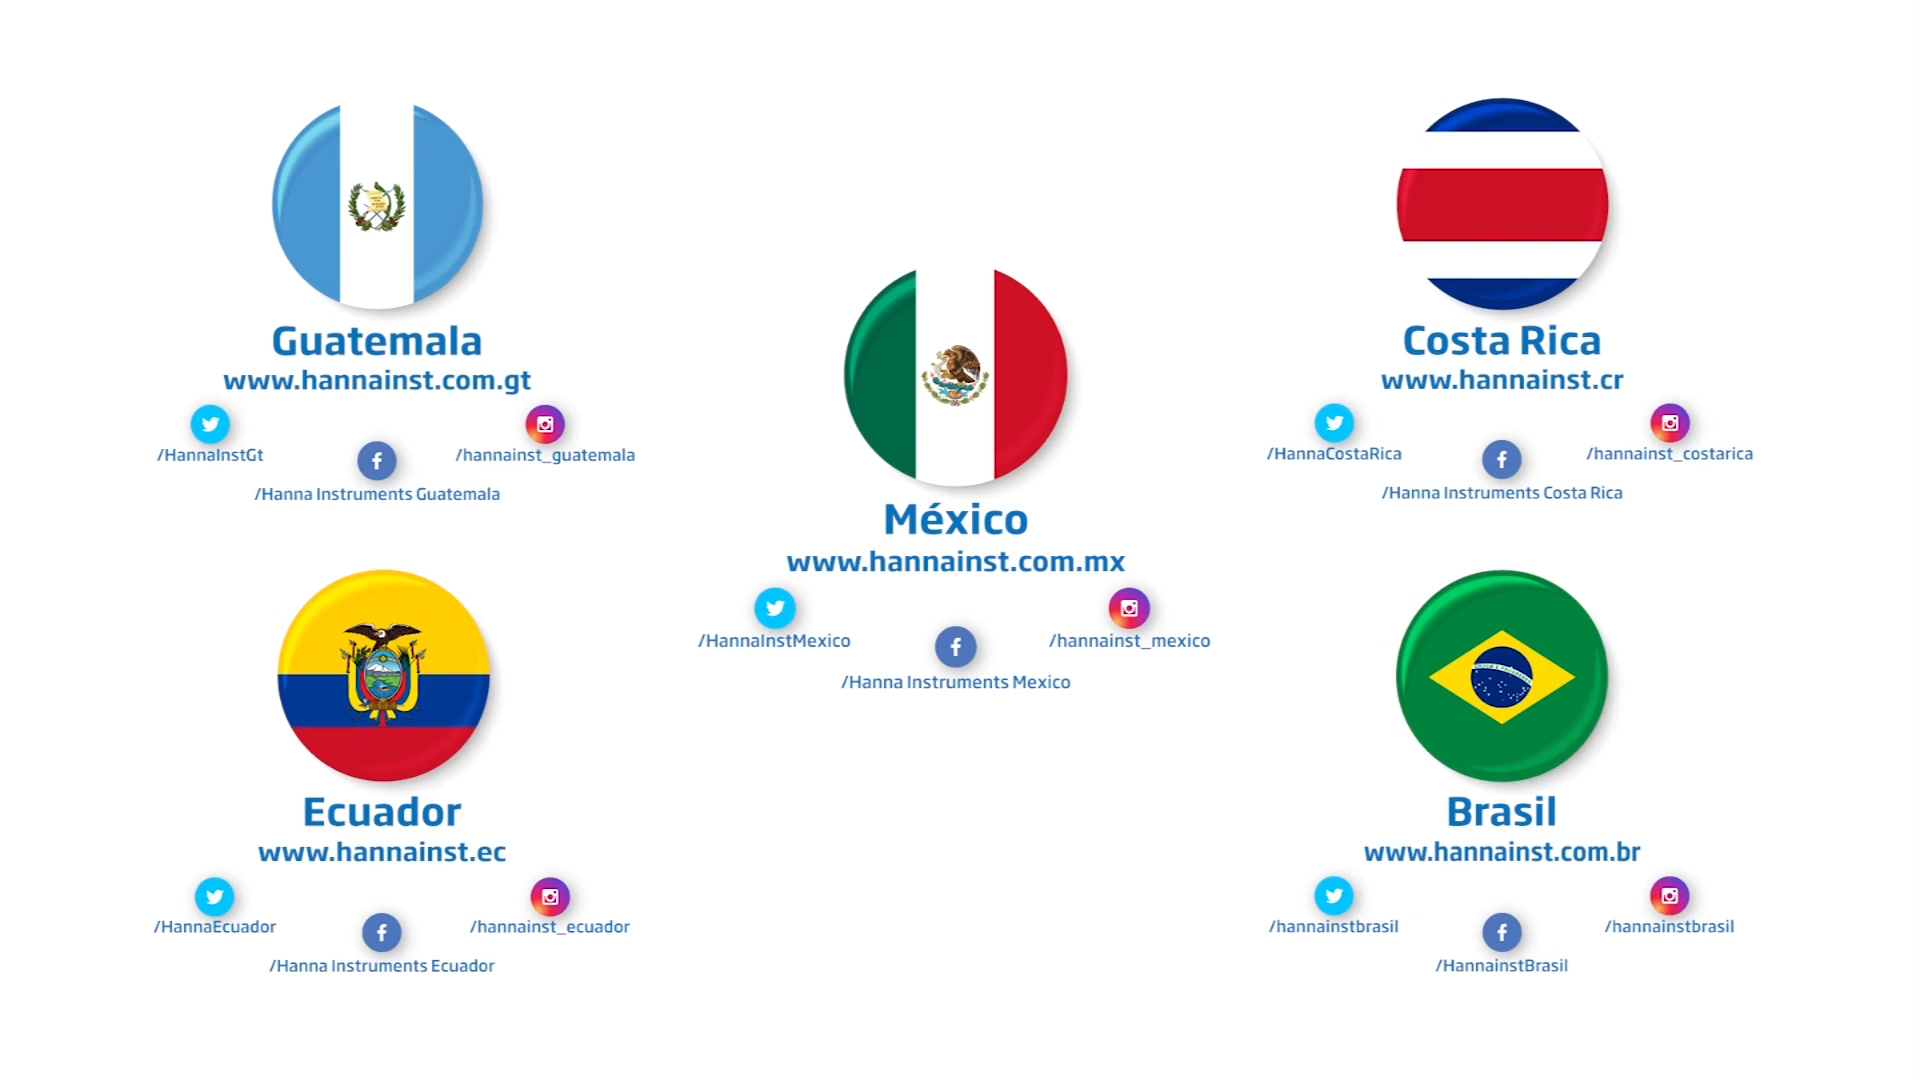 Guatemala
www.hannainst.com.gt
/HannaInstGt
/hannainst_guatemala
/Hanna Instruments Guatemala
México
www.hannainst.com.mx
/HannaInstMexico
/hannainst_mexico
/Hanna Instruments Mexico
Costa Rica
www.hannainst.cr
/HannaCostaRica
/hannainst_costarica
/Hanna Instruments Costa Rica
Ecuador
www.hannainst.ec
/HannaEcuador
/hannainst_ecuador
/Hanna Instruments Ecuador
Brasil
www.hannainst.com.br
/hannainstbrasil
/hannainstbrasil
/HannainstBrasil